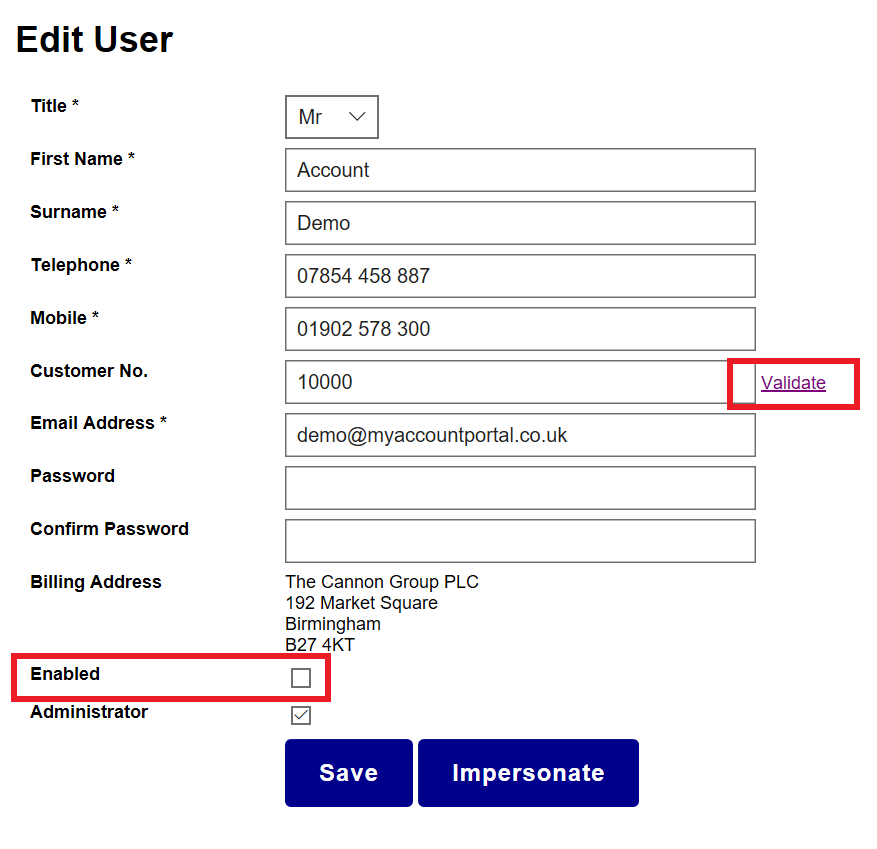 Edit User
Title * Mr
First Name * Account
Surname * Demo
Telephone * 07854 458 887
Mobile * 01902 578 300
Customer No. 10000 Validate
Email Address * demo@myaccountportal.co.uk
Password
Confirm Password
Billing Address The Cannon Group PLC
192 Market Square
Birmingham
B27 4KT
Enabled
Administrator
Save Impersonate